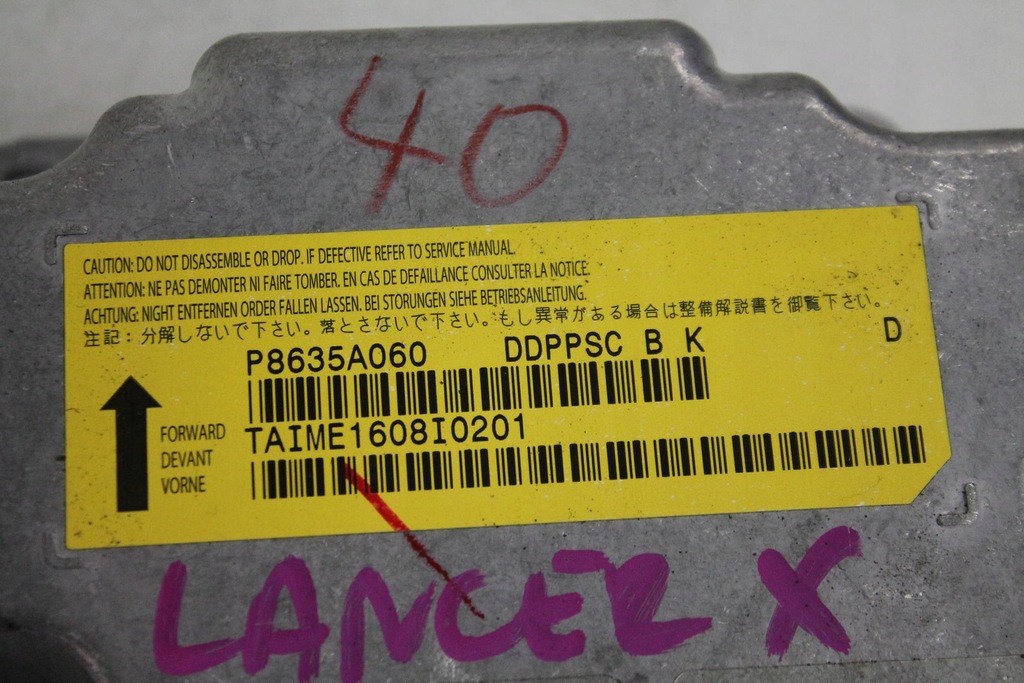 40
CAUTION: DO NOT DISASSEMBLE OR DROP. IF DEFECTIVE REFER TO SERVICE MANUAL.
ATTENTION: NE PAS DEMONTER NI FAIRE TOMBER. EN CAS DE DEFAILLANCE CONSULTER LA NOTICE.
ACHTUNG: NIGHT ENTFERNEN ORDER FALLEN LASSEN. BEI STORUNGEN SIEHE BETRIEBSANLEITUNG.
注記：分解しないで下さい。落とさないで下さい。もし異常がある場合は整備解説書を御覧下さい。
P8635A060 DDPPSC B K D
TAIME1608I0201
FORWARD
DEVANT
VORNE
LANCER X